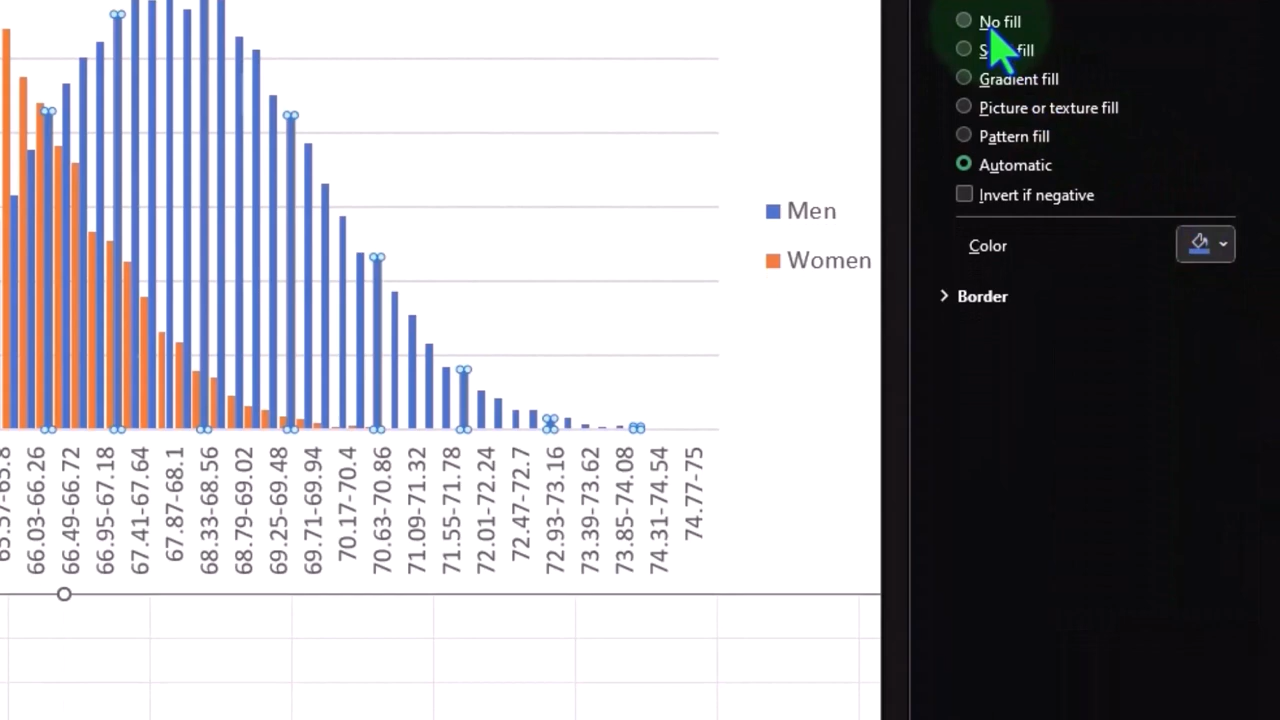 No fill
fill
Gradient fill
Picture or texture fill
Pattern fill
Automatic
Invert if negative
Color
Border
Men
Women
66.03-66.26
66.49-66.72
66.95-67.18
67.41-67.64
67.87-68.1
68.33-68.56
68.79-69.02
69.25-69.48
69.71-69.94
70.17-70.4
70.63-70.86
71.09-71.32
71.55-71.78
72.01-72.24
72.47-72.7
72.93-73.16
73.39-73.62
73.85-74.08
74.31-74.54
74.77-75